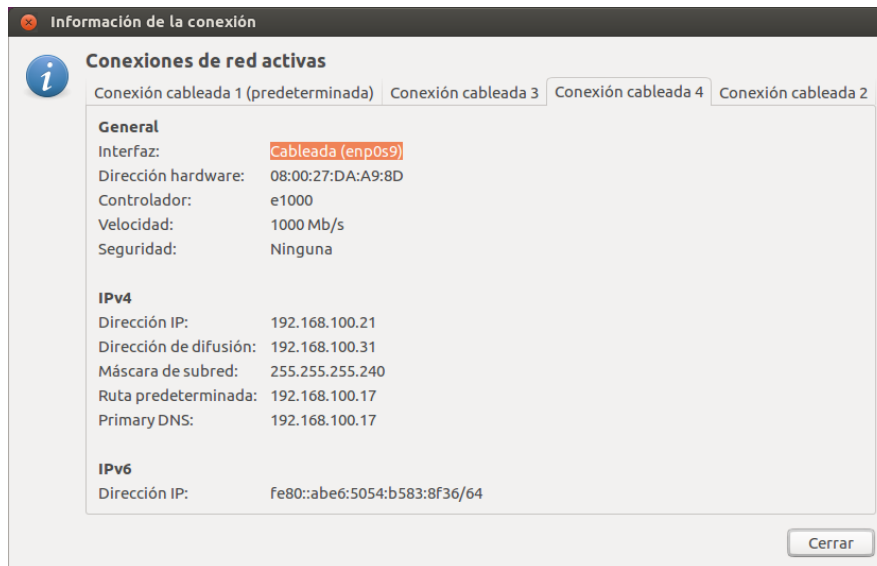 Información de la conexión
Conexiones de red activas
Conexión cableada 1 (predeterminada) Conexión cableada 3 Conexión cableada 4 Conexión cableada 2
General
Interfaz: Cableada (enp0s9)
Dirección hardware: 08:00:27:DA:A9:8D
Controlador: e1000
Velocidad: 1000 Mb/s
Seguridad: Ninguna
IPv4
Dirección IP: 192.168.100.21
Dirección de difusión: 192.168.100.31
Máscara de subred: 255.255.255.240
Ruta predeterminada: 192.168.100.17
Primary DNS: 192.168.100.17
IPv6
Dirección IP: fe80::abe6:5054:b583:8f36/64
Cerrar